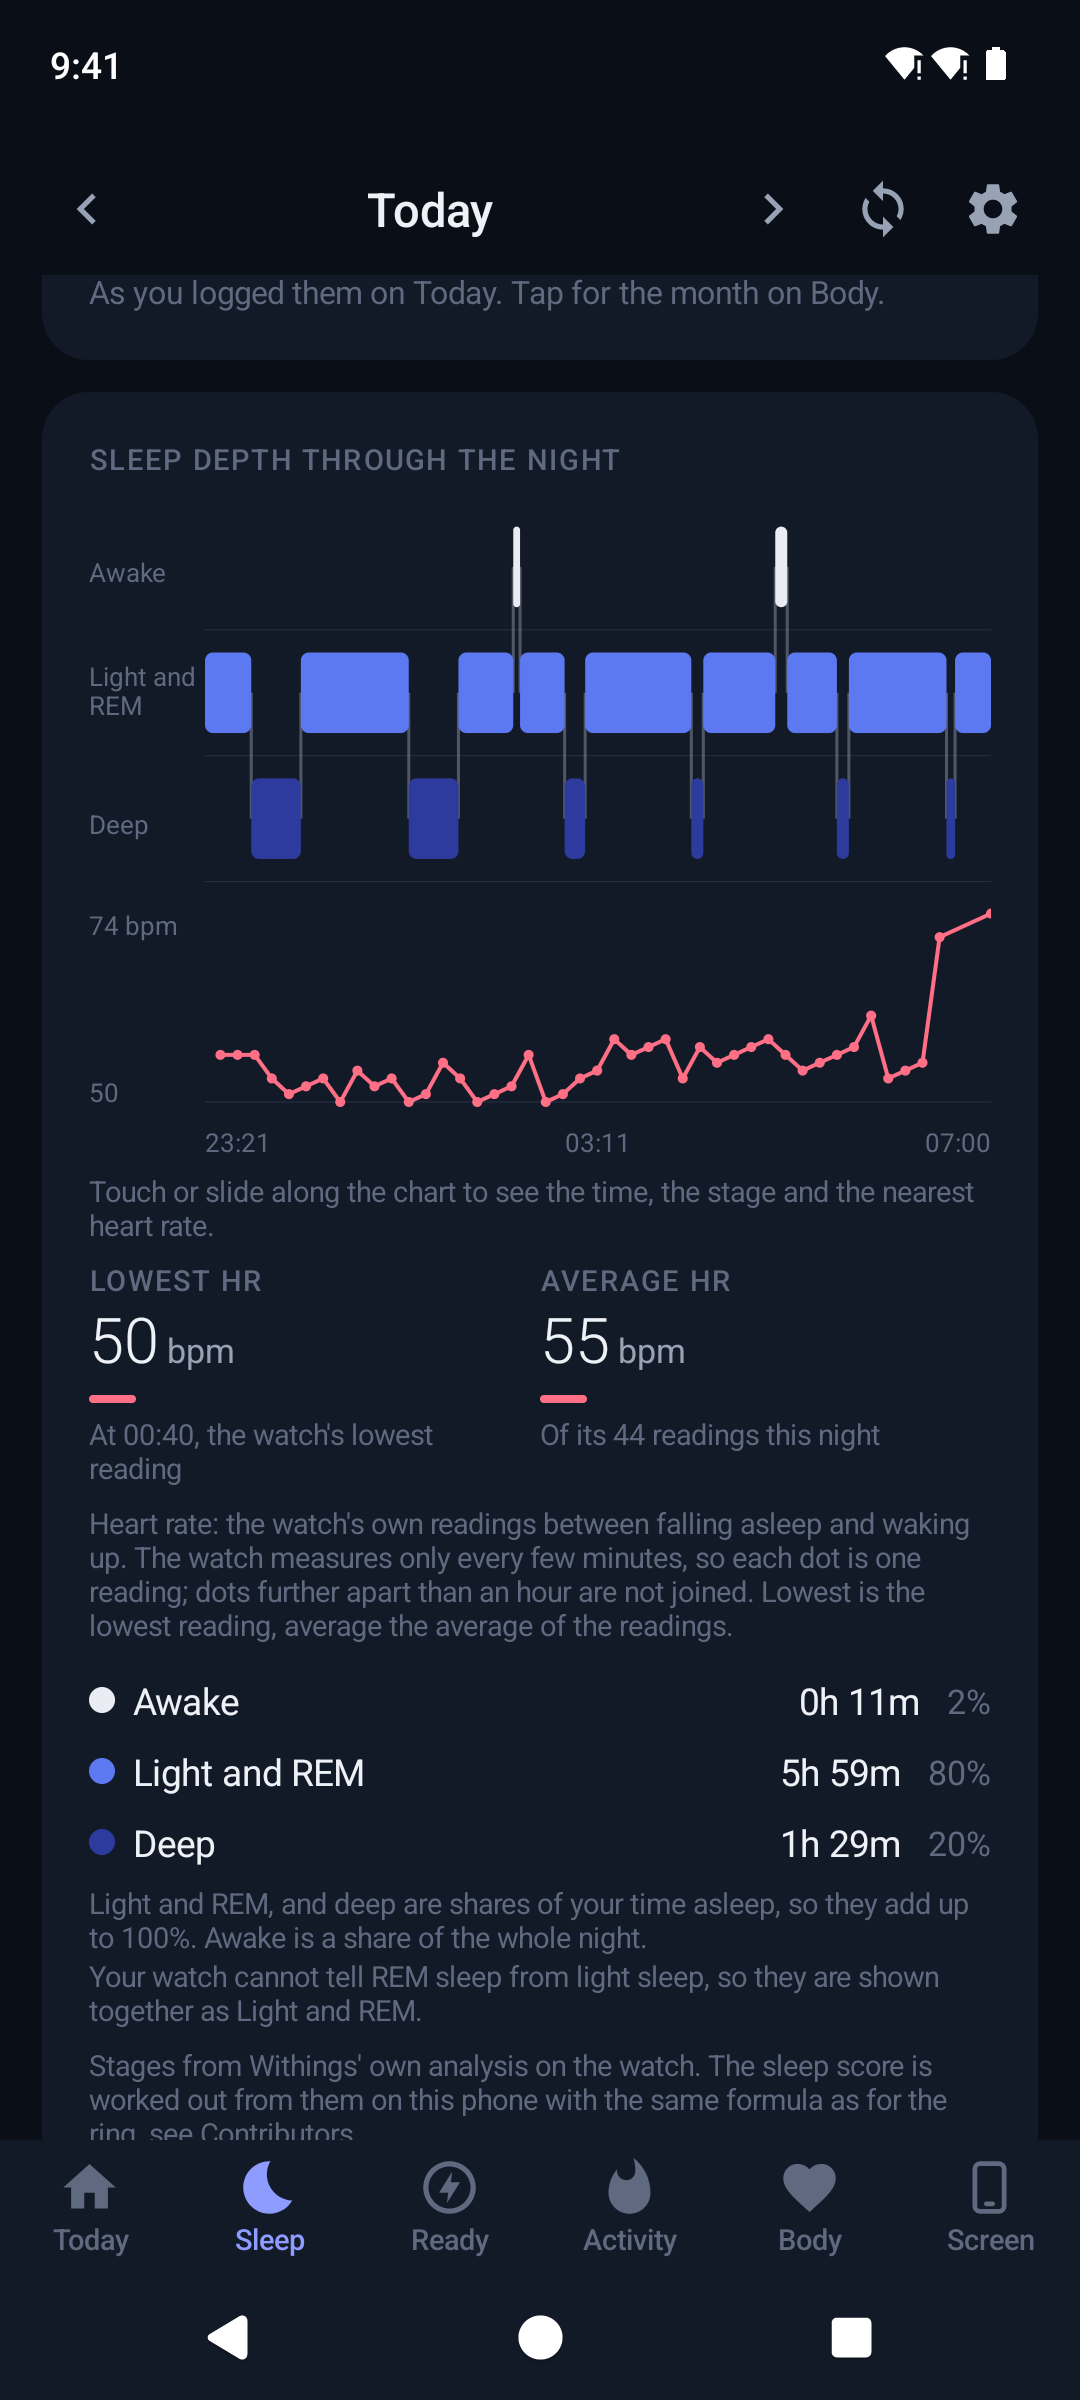 9:41
Today
As you logged them on Today. Tap for the month on Body.
SLEEP DEPTH THROUGH THE NIGHT
Awake
Light and
REM
Deep
74 bpm
50
23:21 03:11 07:00
Touch or slide along the chart to see the time, the stage and the nearest
heart rate.
LOWEST HR AVERAGE HR
50 bpm 55 bpm
At 00:40, the watch's lowest
reading
Of its 44 readings this night
Heart rate: the watch's own readings between falling asleep and waking
up. The watch measures only every few minutes, so each dot is one
reading; dots further apart than an hour are not joined. Lowest is the
lowest reading, average the average of the readings.
Awake 0h 11m 2%
Light and REM 5h 59m 80%
Deep 1h 29m 20%
Light and REM, and deep are shares of your time asleep, so they add up
to 100%. Awake is a share of the whole night.
Your watch cannot tell REM sleep from light sleep, so they are shown
together as Light and REM.
Stages from Withings' own analysis on the watch. The sleep score is
worked out from them on this phone with the same formula as for the
ring, see Contributors
Today Sleep Ready Activity Body Screen